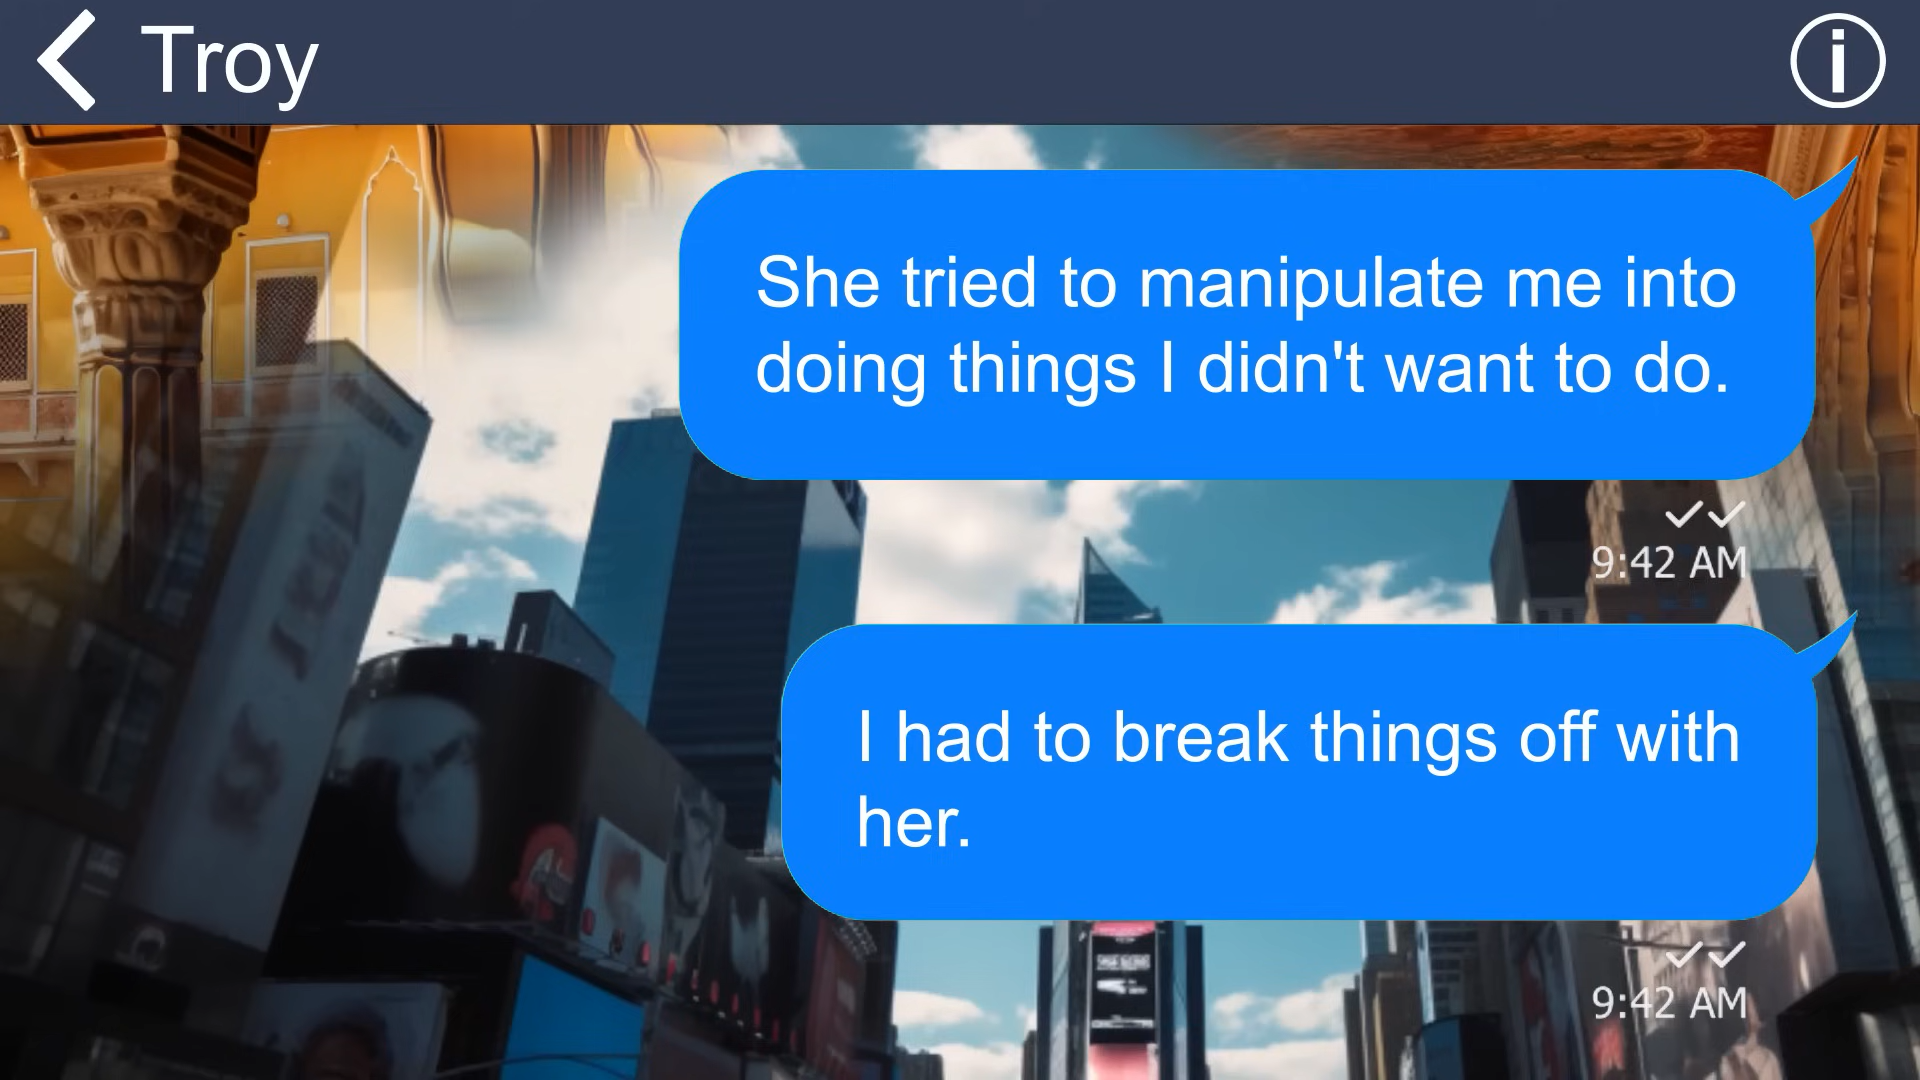 Troy
She tried to manipulate me into
doing things I didn't want to do.
9:42 AM
I had to break things off with
her.
9:42 AM